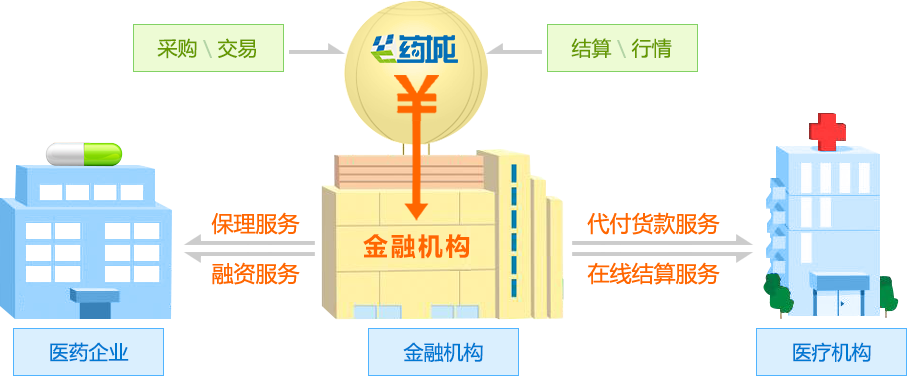 采购 \ 交易
药城
结算 \ 行情
¥
保理服务
金融机构
代付货款服务
融资服务
在线结算服务
医药企业
金融机构
医疗机构